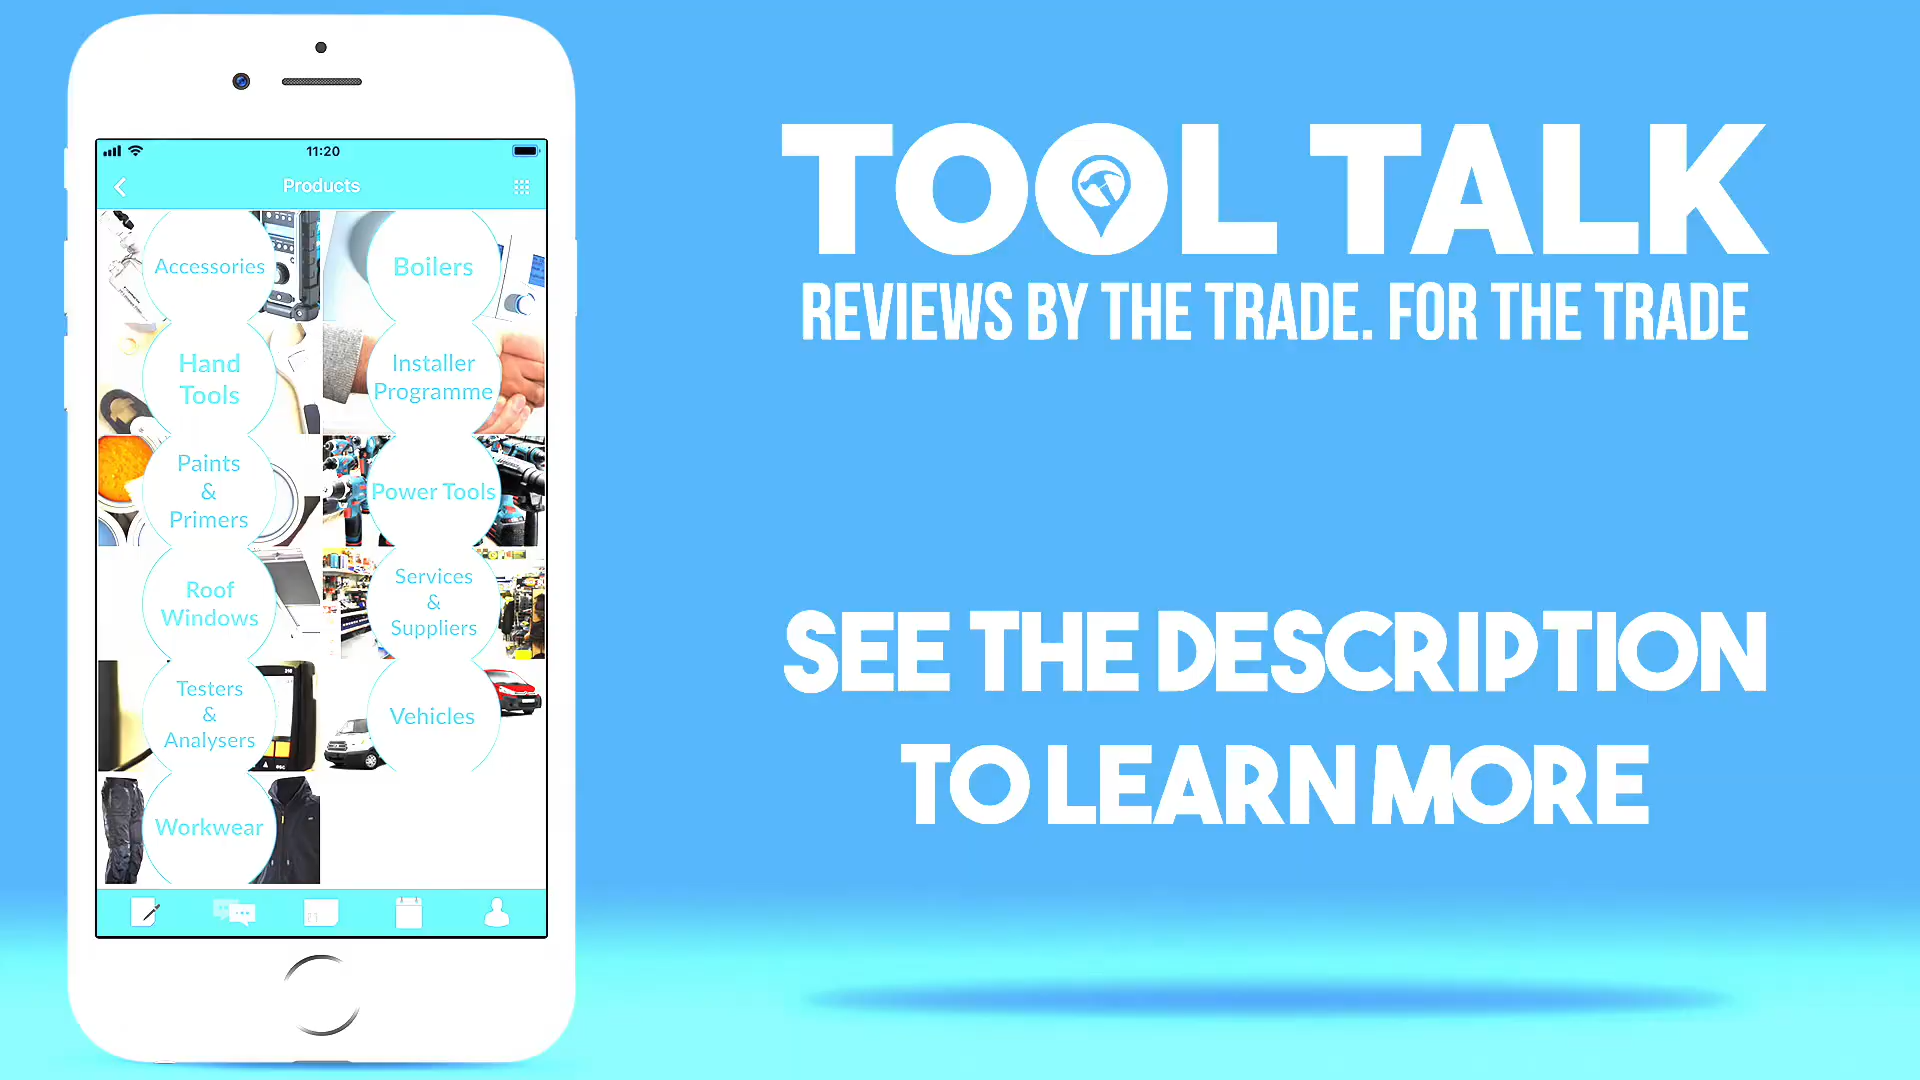 11:20
Products
Accessories
Boilers
Hand
Tools
Installer
Programme
Paints
&
Primers
Power Tools
Roof
Windows
Services
&
Suppliers
Testers
&
Analysers
Vehicles
Workwear
TOOL TALK
REVIEWS BY THE TRADE. FOR THE TRADE
SEE THE DESCRIPTION
TO LEARN MORE